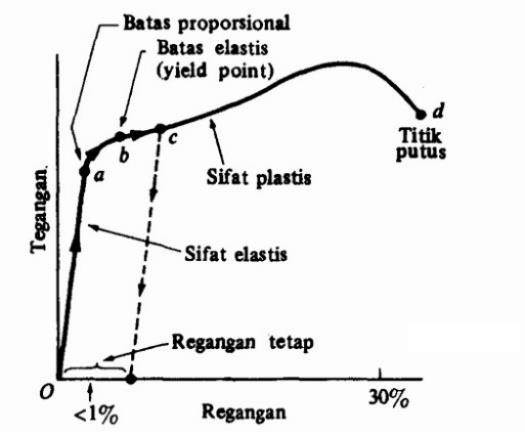 Batas proporsional
Batas elastis
(yield point)
d
c
b
Titik
putus
a
Sifat plastis
Tegangan
Sifat elastis
Regangan tetap
O
<1%
Regangan
30%